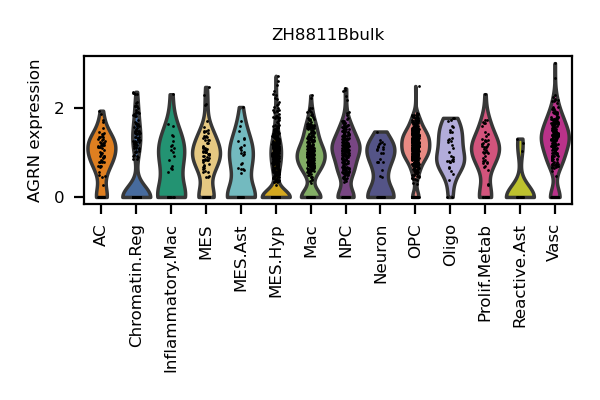 ZH8811Bbulk
AGRN expression
2
0
AC
Chromatin.Reg
Inflammatory.Mac
MES
MES.Ast
MES.Hyp
Mac
NPC
Neuron
OPC
Oligo
Prolif.Metab
Reactive.Ast
Vasc